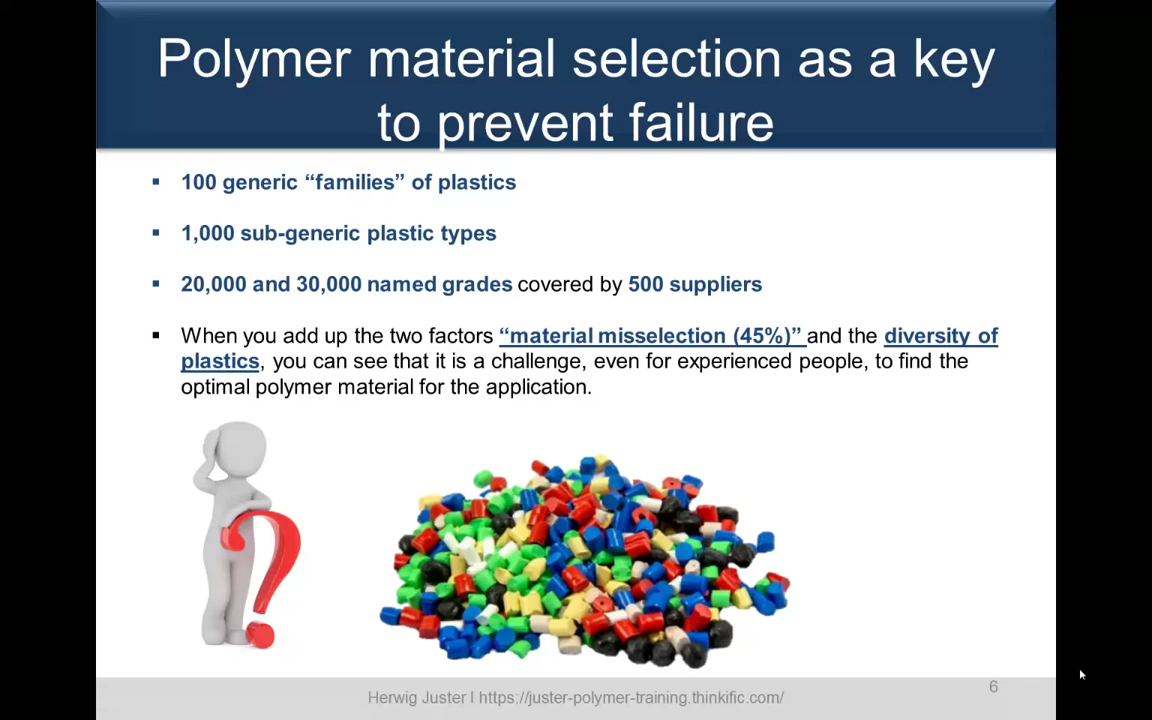 Polymer material selection as a key
to prevent failure
▪ 100 generic “families” of plastics
▪ 1,000 sub-generic plastic types
▪ 20,000 and 30,000 named grades covered by 500 suppliers
▪ When you add up the two factors “material misselection (45%)” and the diversity of
plastics, you can see that it is a challenge, even for experienced people, to find the
optimal polymer material for the application.
Herwig Juster I https://juster-polymer-training.thinkific.com/
6